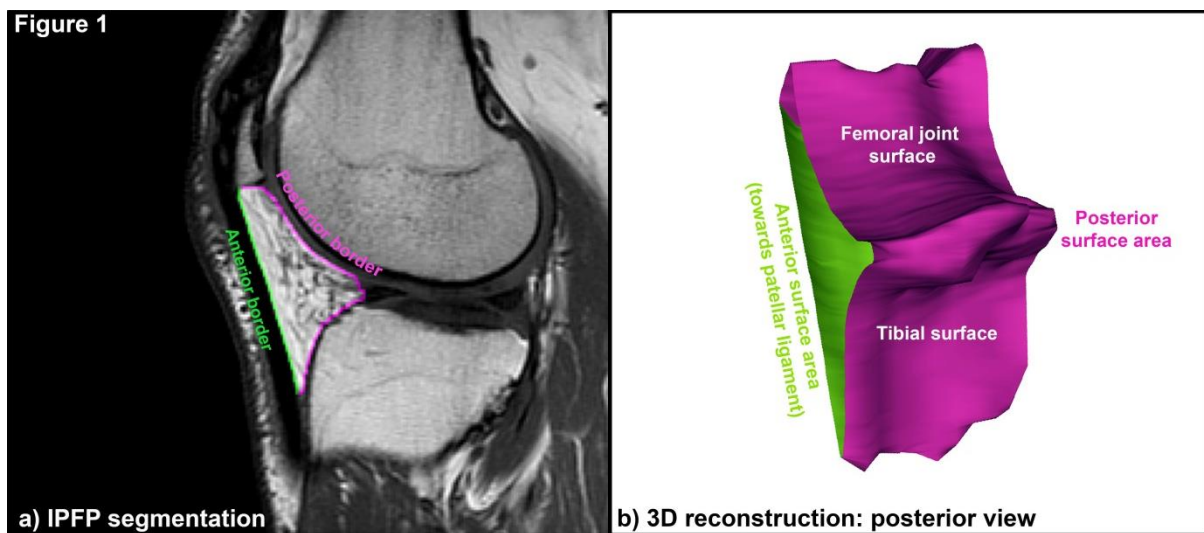 Figure 1
Posterior border
Anterior border
a) IPFP segmentation
Femoral joint
surface
Anterior surface area
(towards patellar ligament)
Posterior
surface area
Tibial surface
b) 3D reconstruction: posterior view